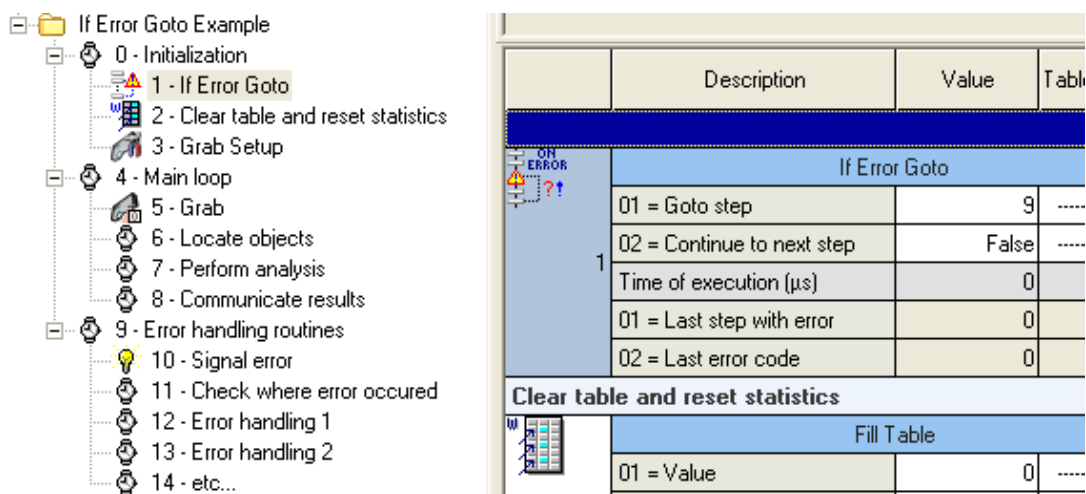 If Error Goto Example
0 - Initialization
1 - If Error Goto
2 - Clear table and reset statistics
3 - Grab Setup
4 - Main loop
5 - Grab
6 - Locate objects
7 - Perform analysis
8 - Communicate results
9 - Error handling routines
10 - Signal error
11 - Check where error occured
12 - Error handling 1
13 - Error handling 2
14 - etc...
Description Value Table
ON ERROR
?!
If Error Goto
1
01 = Goto step 9 -----
02 = Continue to next step False -----
Time of execution (µs) 0
01 = Last step with error 0
02 = Last error code 0
Clear table and reset statistics
W
Fill Table
01 = Value 0 -----